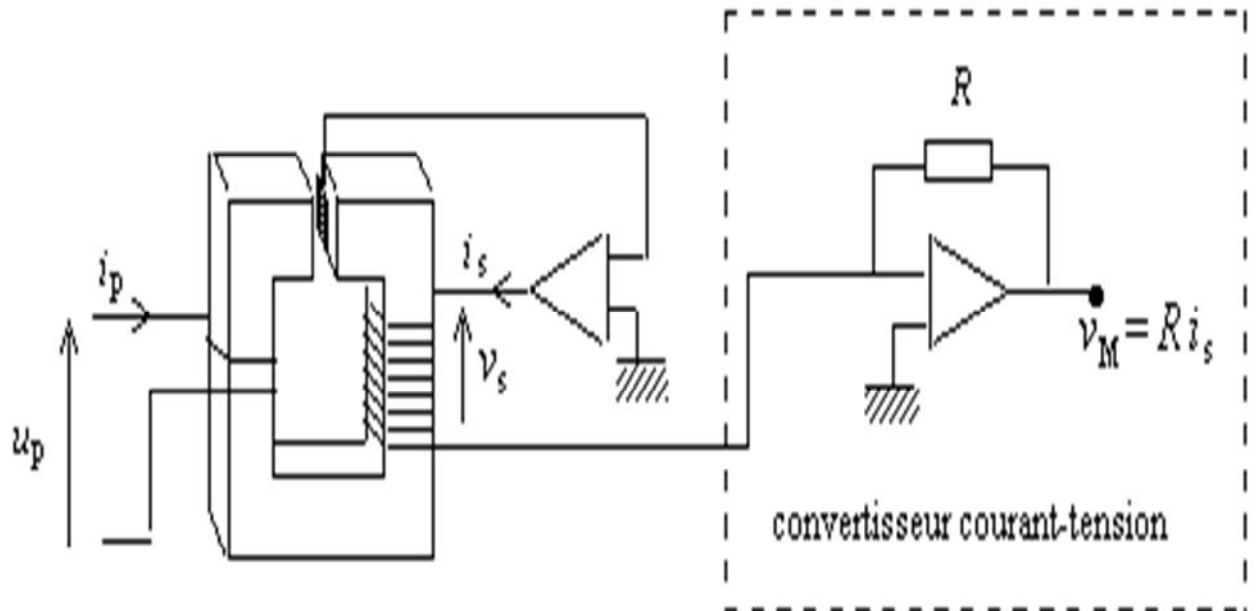 R
i_p
i_s
v_s
u_p
v_M = R i_s
convertisseur courant-tension